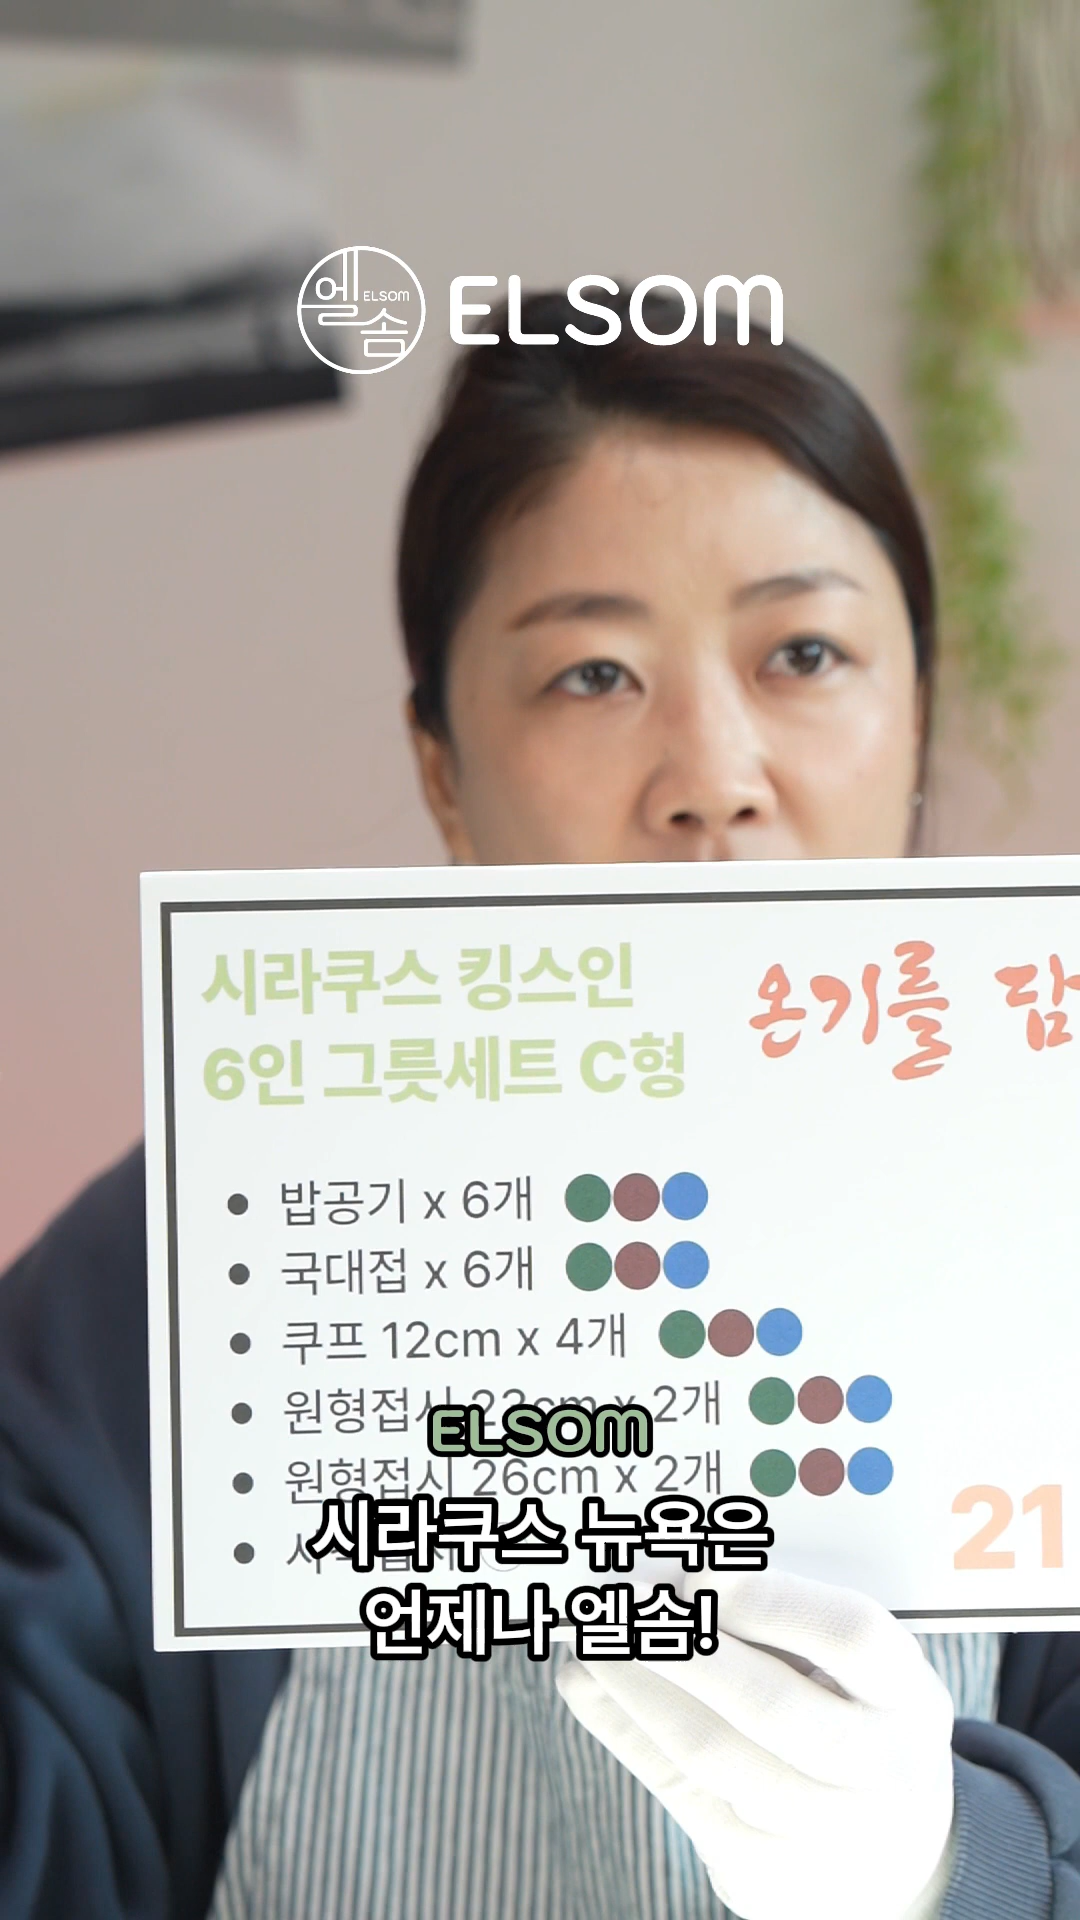 엘솜 ELSOM
ELSOM
시라쿠스 킹스인
6인 그릇세트 C형
온기를 담
밥공기 x 6개
국대접 x 6개
쿠프 12cm x 4개
원형접시 23cm x 2개
원형접시 26cm x 2개
21
ELSOM
시라쿠스 뉴욕은
언제나 엘솜!